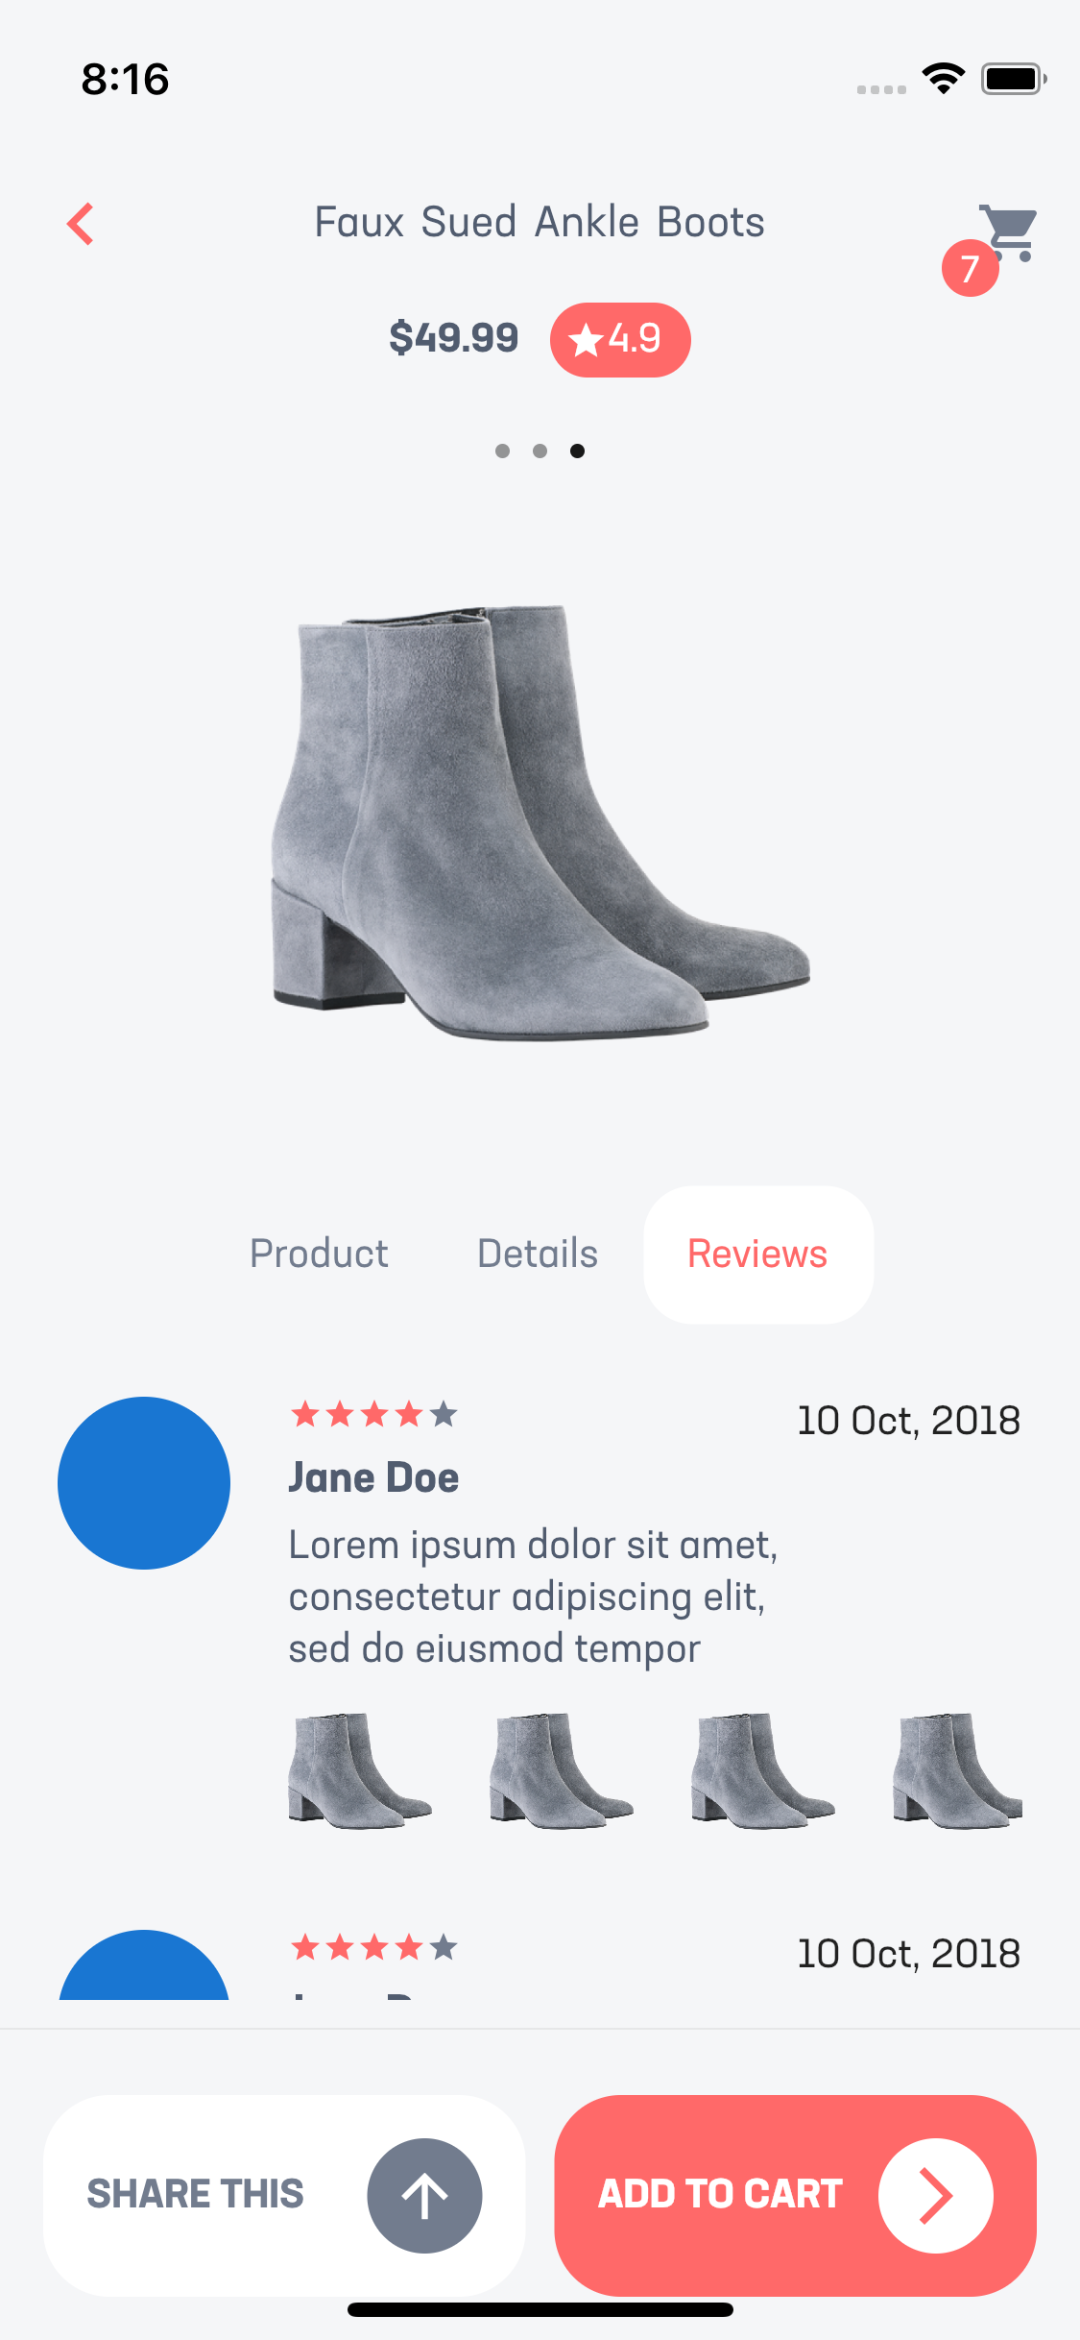 8:16
Faux Sued Ankle Boots
7
$49.99
4.9
Product
Details
Reviews
10 Oct, 2018
Jane Doe
Lorem ipsum dolor sit amet,
consectetur adipiscing elit,
sed do eiusmod tempor
10 Oct, 2018
SHARE THIS
ADD TO CART